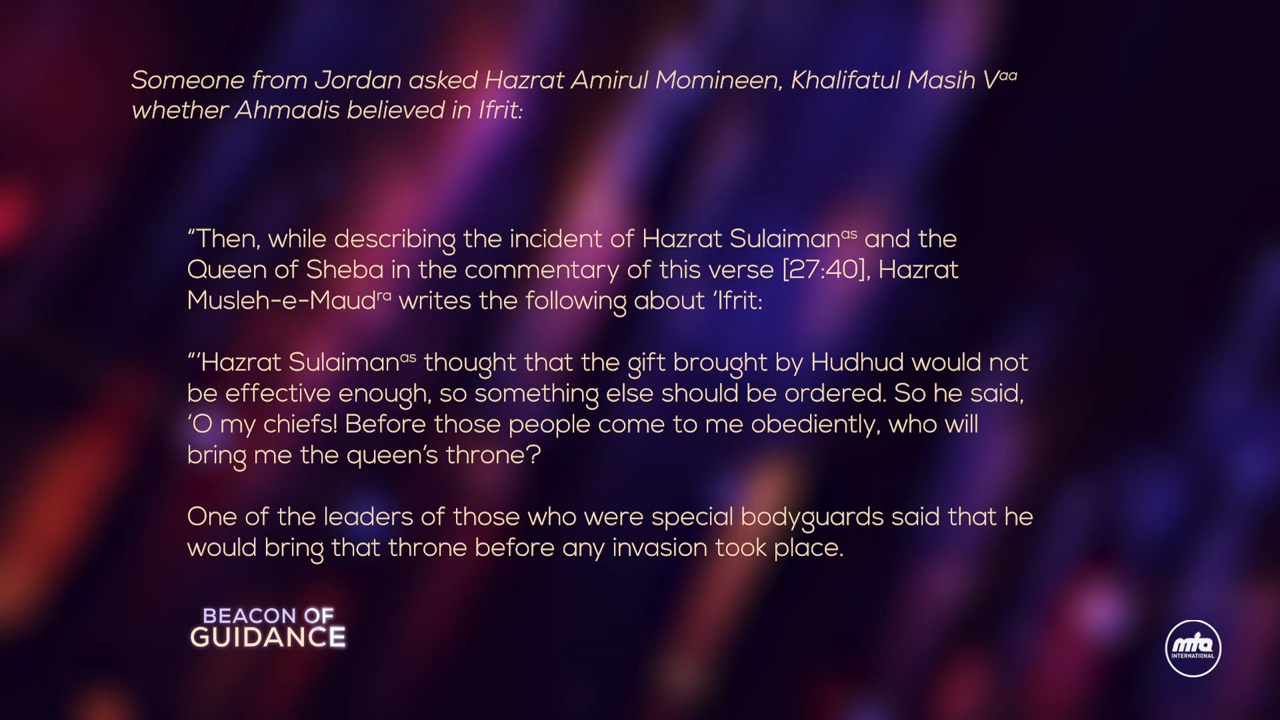 Someone from Jordan asked Hazrat Amirul Momineen, Khalifatul Masih Vaa
whether Ahmadis believed in Ifrit:
“Then, while describing the incident of Hazrat Sulaimanas and the
Queen of Sheba in the commentary of this verse [27:40], Hazrat
Musleh-e-Maudra writes the following about ‘Ifrit:
“‘Hazrat Sulaimanas thought that the gift brought by Hudhud would not
be effective enough, so something else should be ordered. So he said,
‘O my chiefs! Before those people come to me obediently, who will
bring me the queen’s throne?
One of the leaders of those who were special bodyguards said that he
would bring that throne before any invasion took place.
BEACON OF
GUIDANCE
mta
INTERNATIONAL